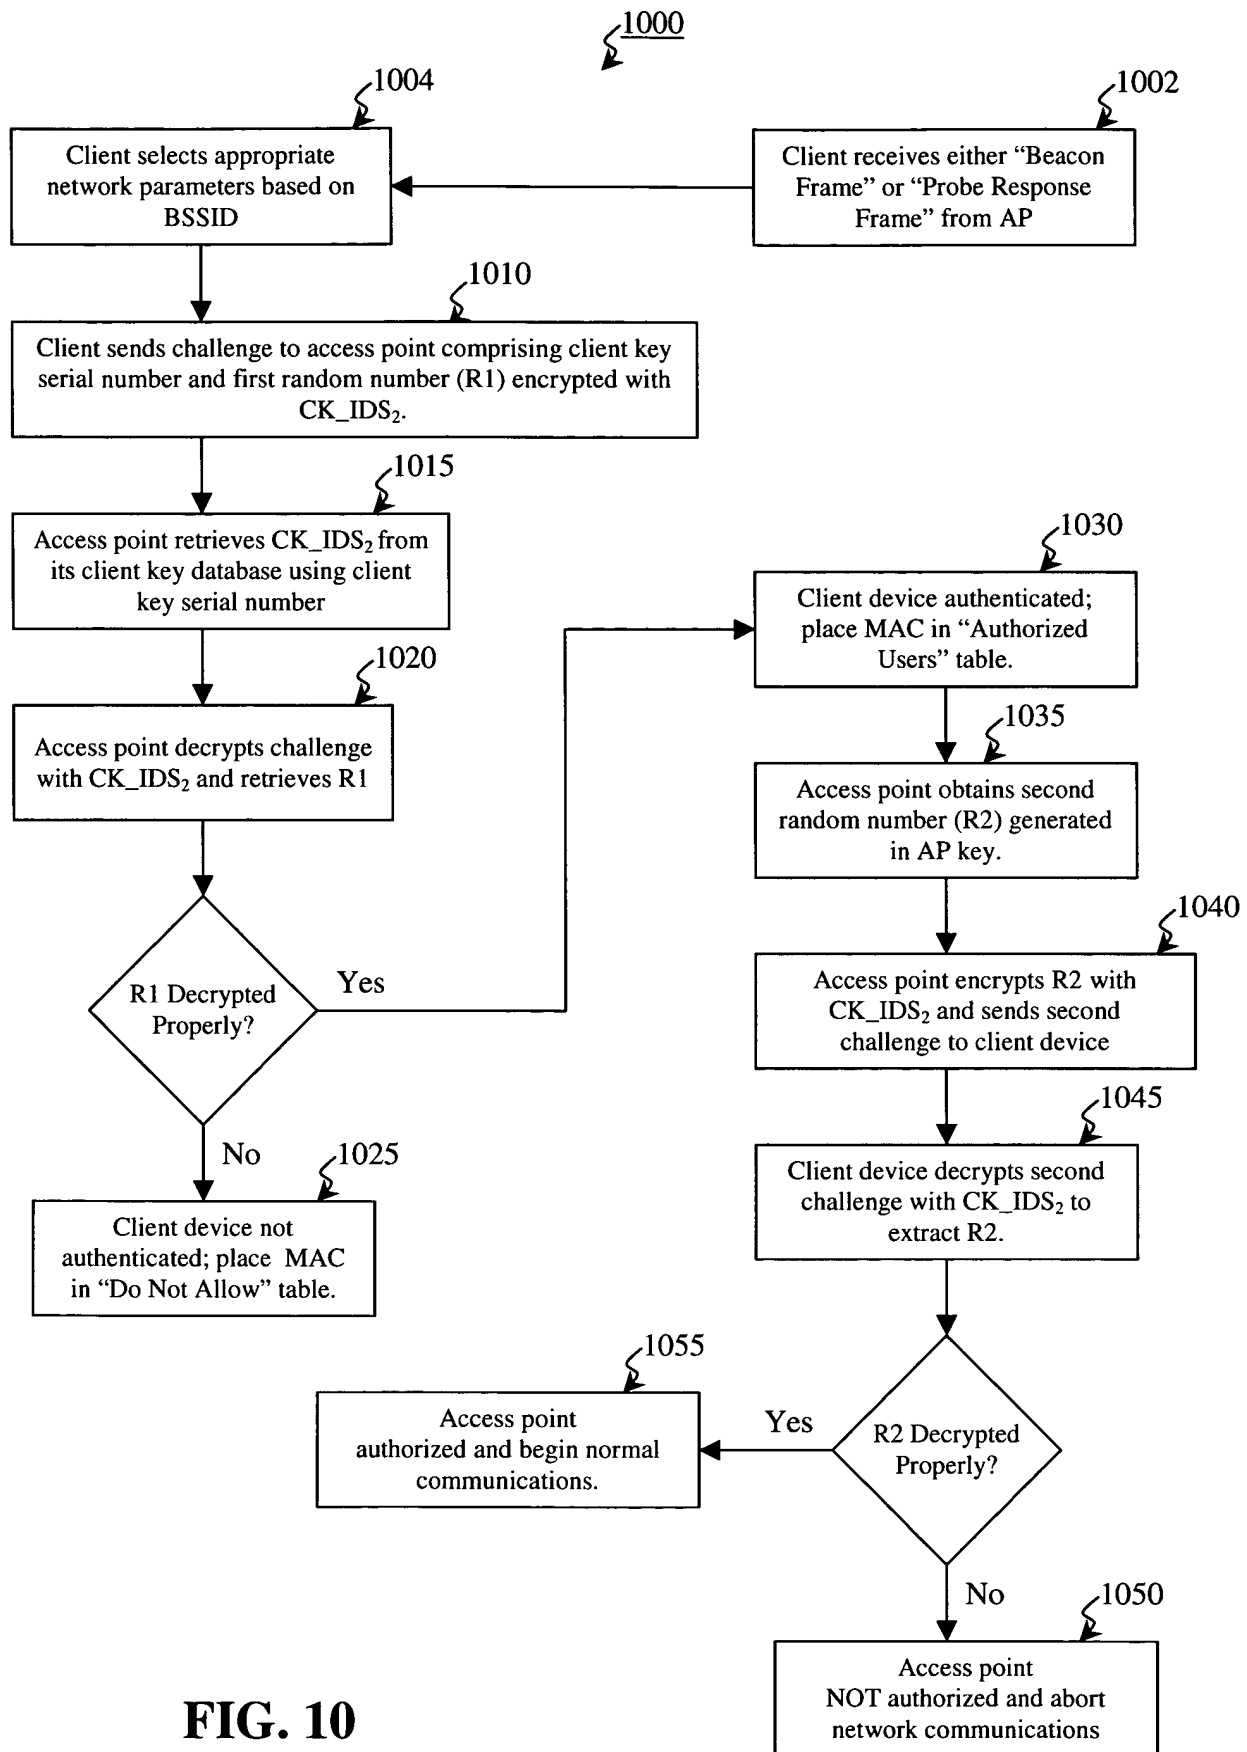 1000
1002
Client receives either “Beacon
Frame” or “Probe Response
Frame” from AP
1004
Client selects appropriate
network parameters based on
BSSID
1010
Client sends challenge to access point comprising client key
serial number and first random number (R1) encrypted with
CK_IDS₂.
1015
Access point retrieves CK_IDS₂ from
its client key database using client
key serial number
1020
Access point decrypts challenge
with CK_IDS₂ and retrieves R1
R1 Decrypted
Properly?
Yes
No
1025
Client device not
authenticated; place MAC
in “Do Not Allow” table.
1030
Client device authenticated;
place MAC in “Authorized
Users” table.
1035
Access point obtains second
random number (R2) generated
in AP key.
1040
Access point encrypts R2 with
CK_IDS₂ and sends second
challenge to client device
1045
Client device decrypts second
challenge with CK_IDS₂ to
extract R2.
R2 Decrypted
Properly?
Yes
1055
Access point
authorized and begin normal
communications.
No
1050
Access point
NOT authorized and abort
network communications
FIG. 10